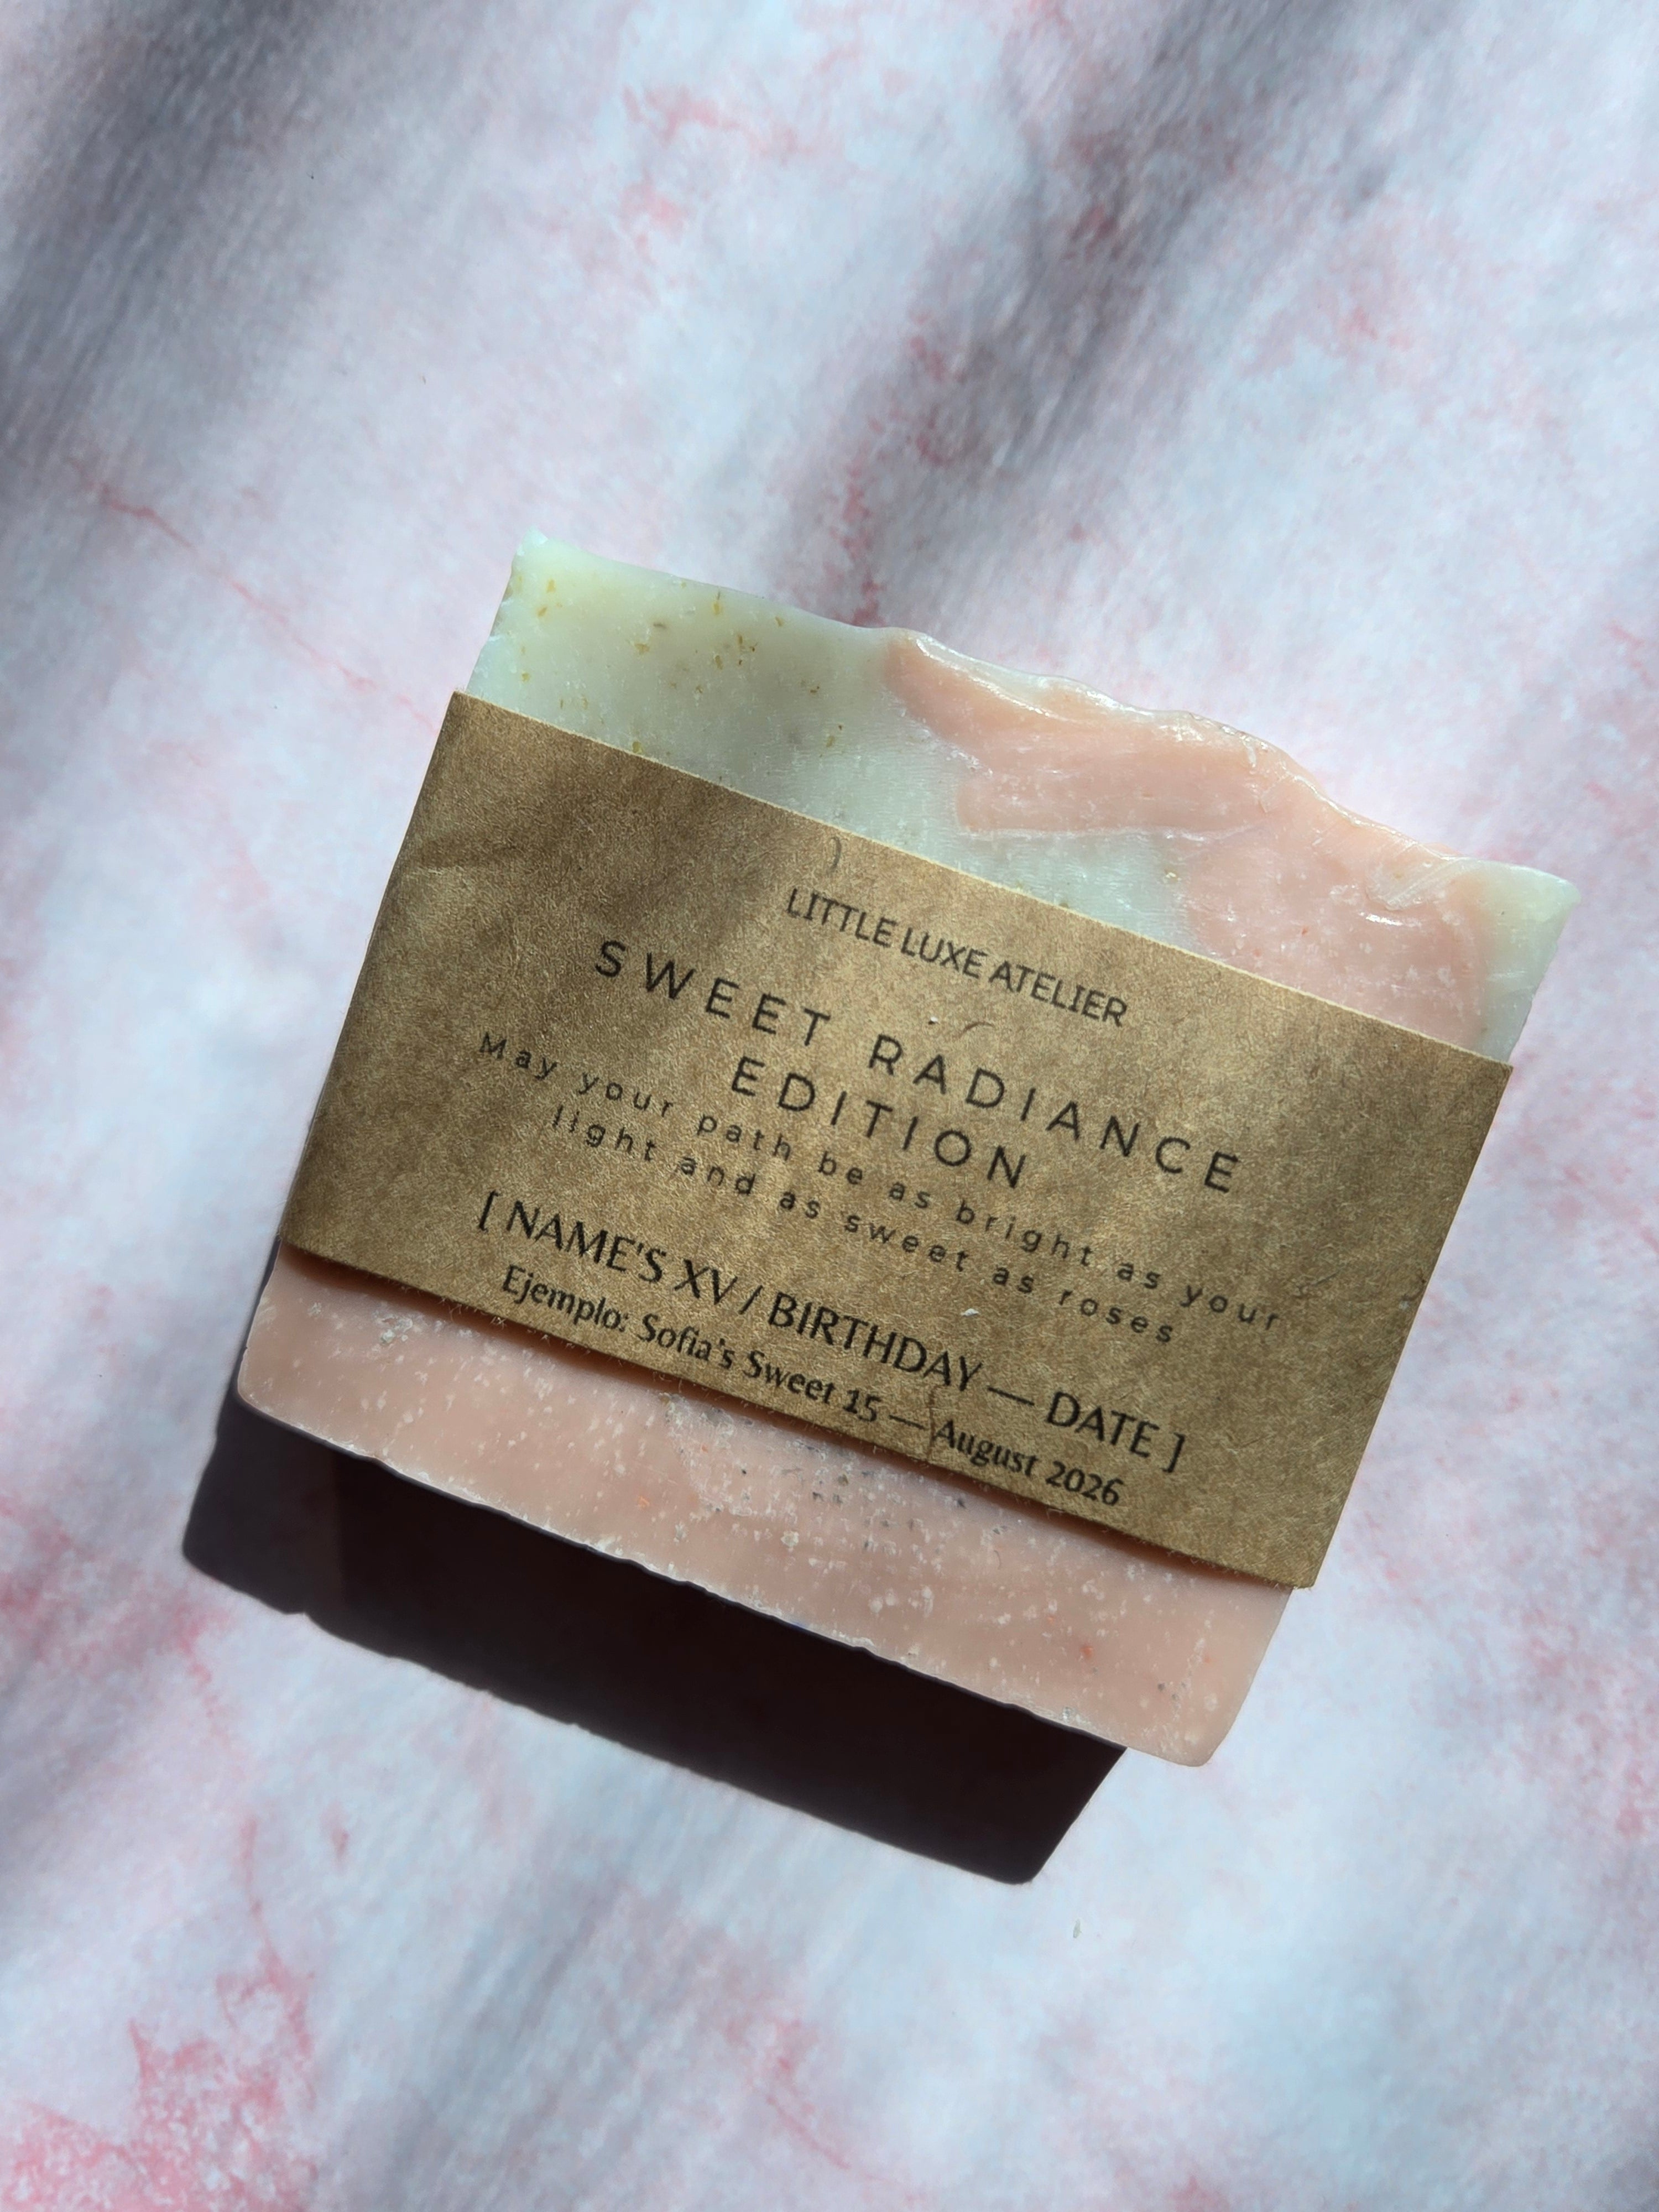 LITTLE LUXE ATELIER
SWEET RADIANCE
EDITION
May your path be as bright as your
light and as sweet as roses
[ NAME'S XV / BIRTHDAY — DATE ]
Ejemplo: Sofia's Sweet 15 — August 2026